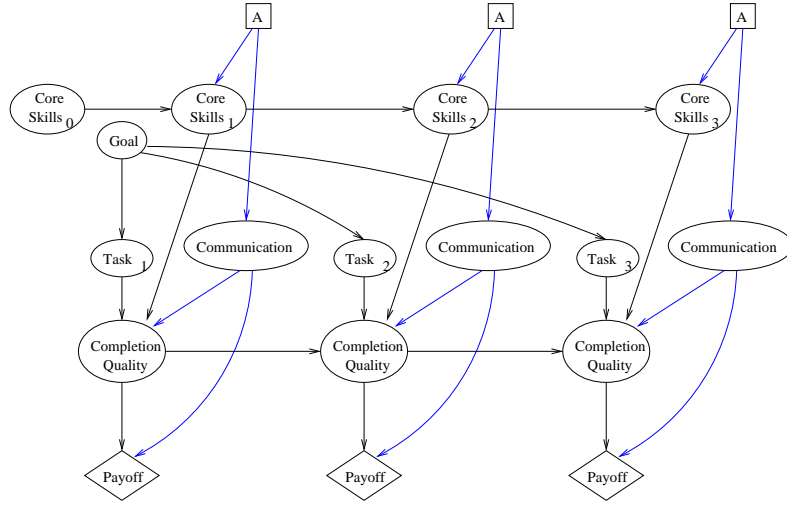 A
A
A
Core
Skills 0
Core
Skills 1
Core
Skills 2
Core
Skills 3
Goal
Task 1
Communication
Task 2
Communication
Task 3
Communication
Completion
Quality
Completion
Quality
Completion
Quality
Payoff
Payoff
Payoff